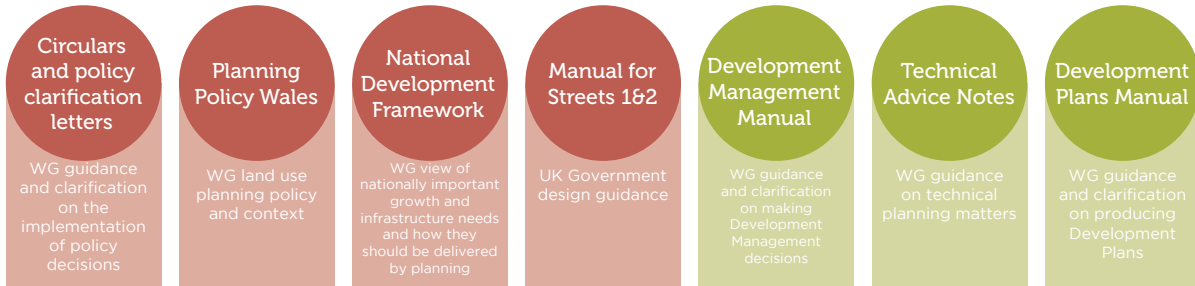 Circulars
and policy
clarification
letters
WG guidance
and clarification
on the
implementation
of policy
decisions
Planning
Policy Wales
WG land use
planning policy
and context
National
Development
Framework
WG view of
nationally important
growth and
infrastructure needs
and how they
should be delivered
by planning
Manual for
Streets 1&2
UK Government
design guidance
Development
Management
Manual
WG guidance
and clarification
on making
Development
Management
decisions
Technical
Advice Notes
WG guidance
on technical
planning matters
Development
Plans Manual
WG guidance
and clarification
on producing
Development
Plans